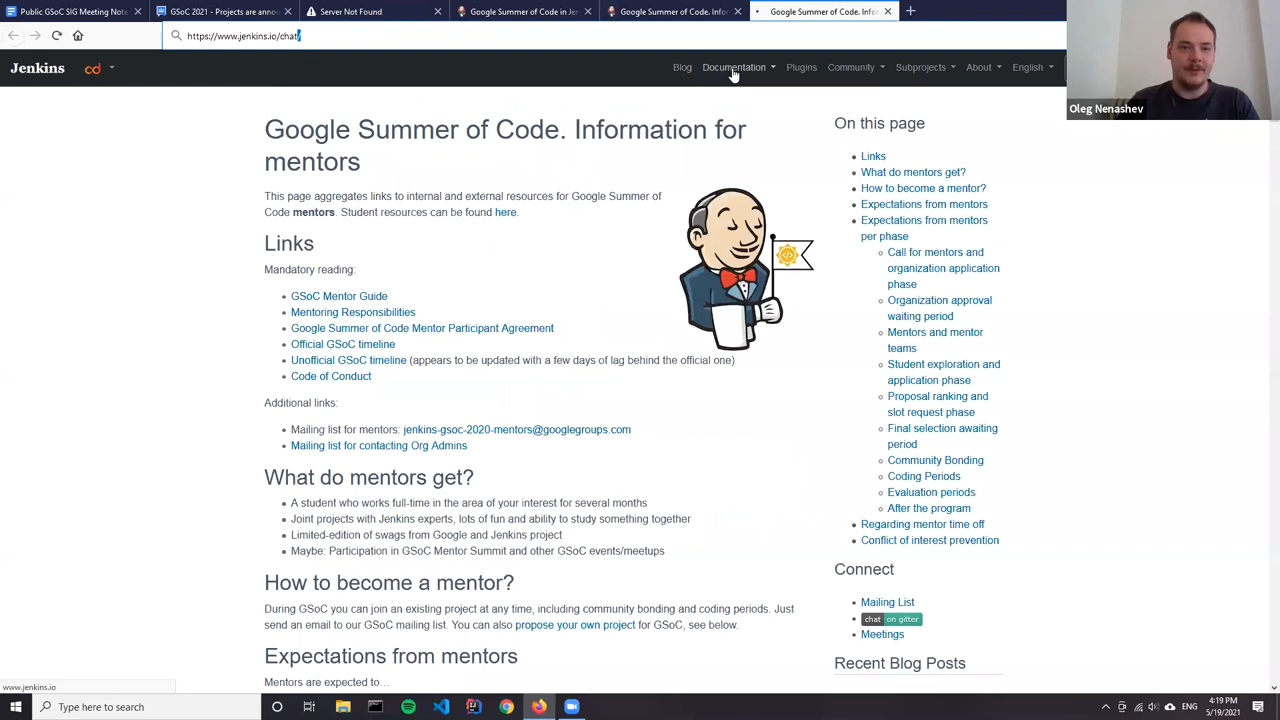 Public GSoC SIG Meeting Note
GSoC 2021 - Projects are annou
Server Not Found
Google Summer of Code in Jen
Google Summer of Code. Infor
Google Summer of Code. Infor
https://www.jenkins.io/chat/
Jenkins
cd
Blog
Documentation
Plugins
Community
Subprojects
About
English
Oleg Nenashev
Google Summer of Code. Information for
mentors
This page aggregates links to internal and external resources for Google Summer of
Code mentors. Student resources can be found here.
Links
Mandatory reading:
GSoC Mentor Guide
Mentoring Responsibilities
Google Summer of Code Mentor Participant Agreement
Official GSoC timeline
Unofficial GSoC timeline (appears to be updated with a few days of lag behind the official one)
Code of Conduct
Additional links:
Mailing list for mentors: jenkins-gsoc-2020-mentors@googlegroups.com
Mailing list for contacting Org Admins
What do mentors get?
A student who works full-time in the area of your interest for several months
Joint projects with Jenkins experts, lots of fun and ability to study something together
Limited-edition of swags from Google and Jenkins project
Maybe: Participation in GSoC Mentor Summit and other GSoC events/meetups
How to become a mentor?
During GSoC you can join an existing project at any time, including community bonding and coding periods. Just
send an email to our GSoC mailing list. You can also propose your own project for GSoC, see below.
Expectations from mentors
Mentors are expected to...
On this page
Links
What do mentors get?
How to become a mentor?
Expectations from mentors
Expectations from mentors
per phase
Call for mentors and
organization application
phase
Organization approval
waiting period
Mentors and mentor
teams
Student exploration and
application phase
Proposal ranking and
slot request phase
Final selection awaiting
period
Community Bonding
Coding Periods
Evaluation periods
After the program
Regarding mentor time off
Conflict of interest prevention
Connect
Mailing List
chat on gitter
Meetings
Recent Blog Posts
www.jenkins.io
Type here to search
ENG
4:19 PM
5/19/2021